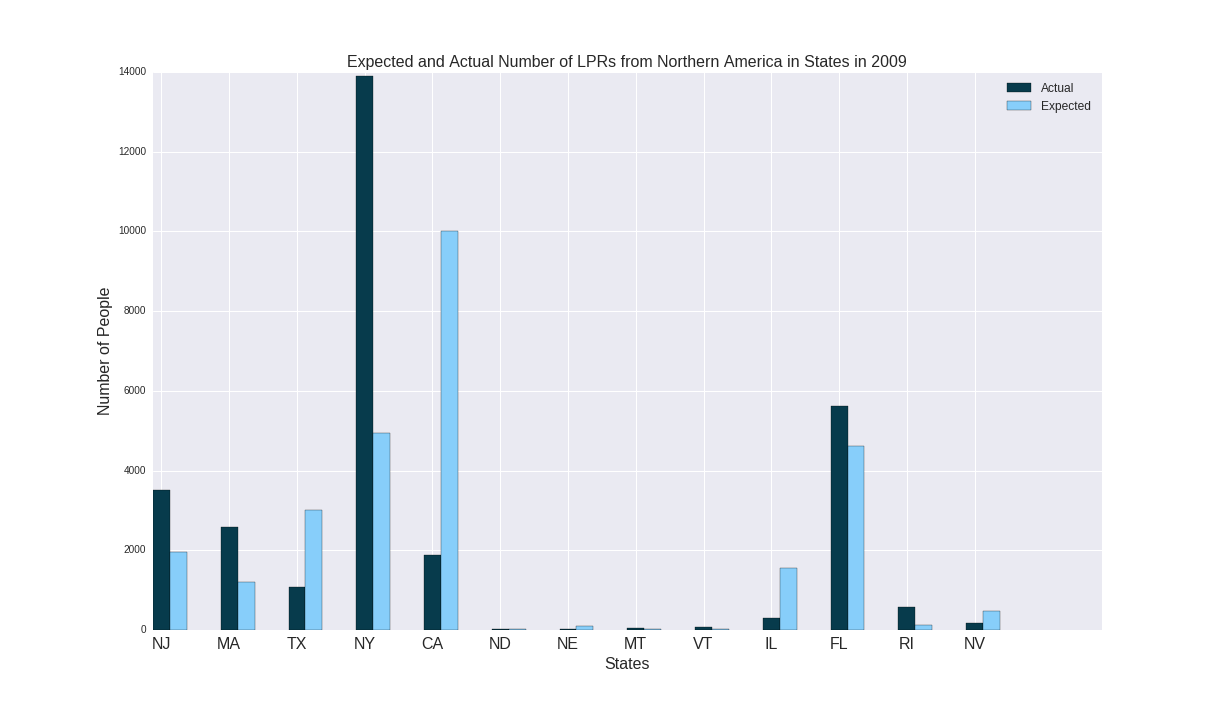 Expected and Actual Number of LPRs from Northern America in States in 2009
14000
12000
10000
8000
6000
4000
2000
0
Number of People
Actual
Expected
NJ MA TX NY CA ND NE MT VT IL FL RI NV
States